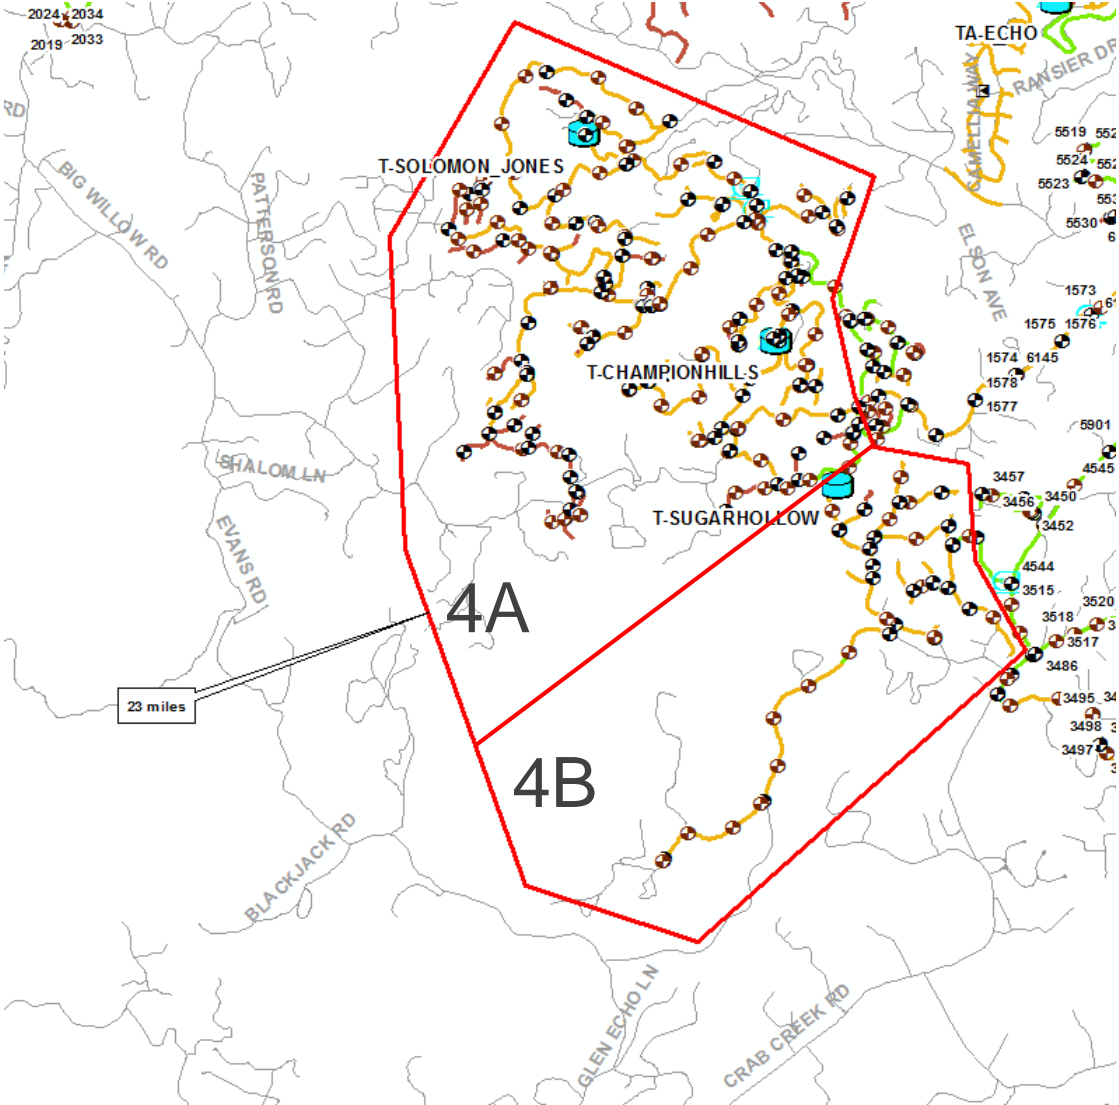 2024 2034
2019 2033
TA-ECHO
RANSIER DR
CAMELLIA WAY
RD
BIG WILLOW RD
PATTERSON RD
T-SOLOMON_JONES
5519
5524
5523
5530
ELSON AVE
1573
1575 1576
1574 6145
1578
1577
T-CHAMPIONHILLS
5901
4545
SHALOM LN
3457
3456
3450
3452
T-SUGARHOLLOW
EVANS RD
4544
3515
3520
3518
3517
3486
4A
23 miles
3495
3498
3497
4B
BLACKJACK RD
GLEN ECHO LN
CRAB CREEK RD